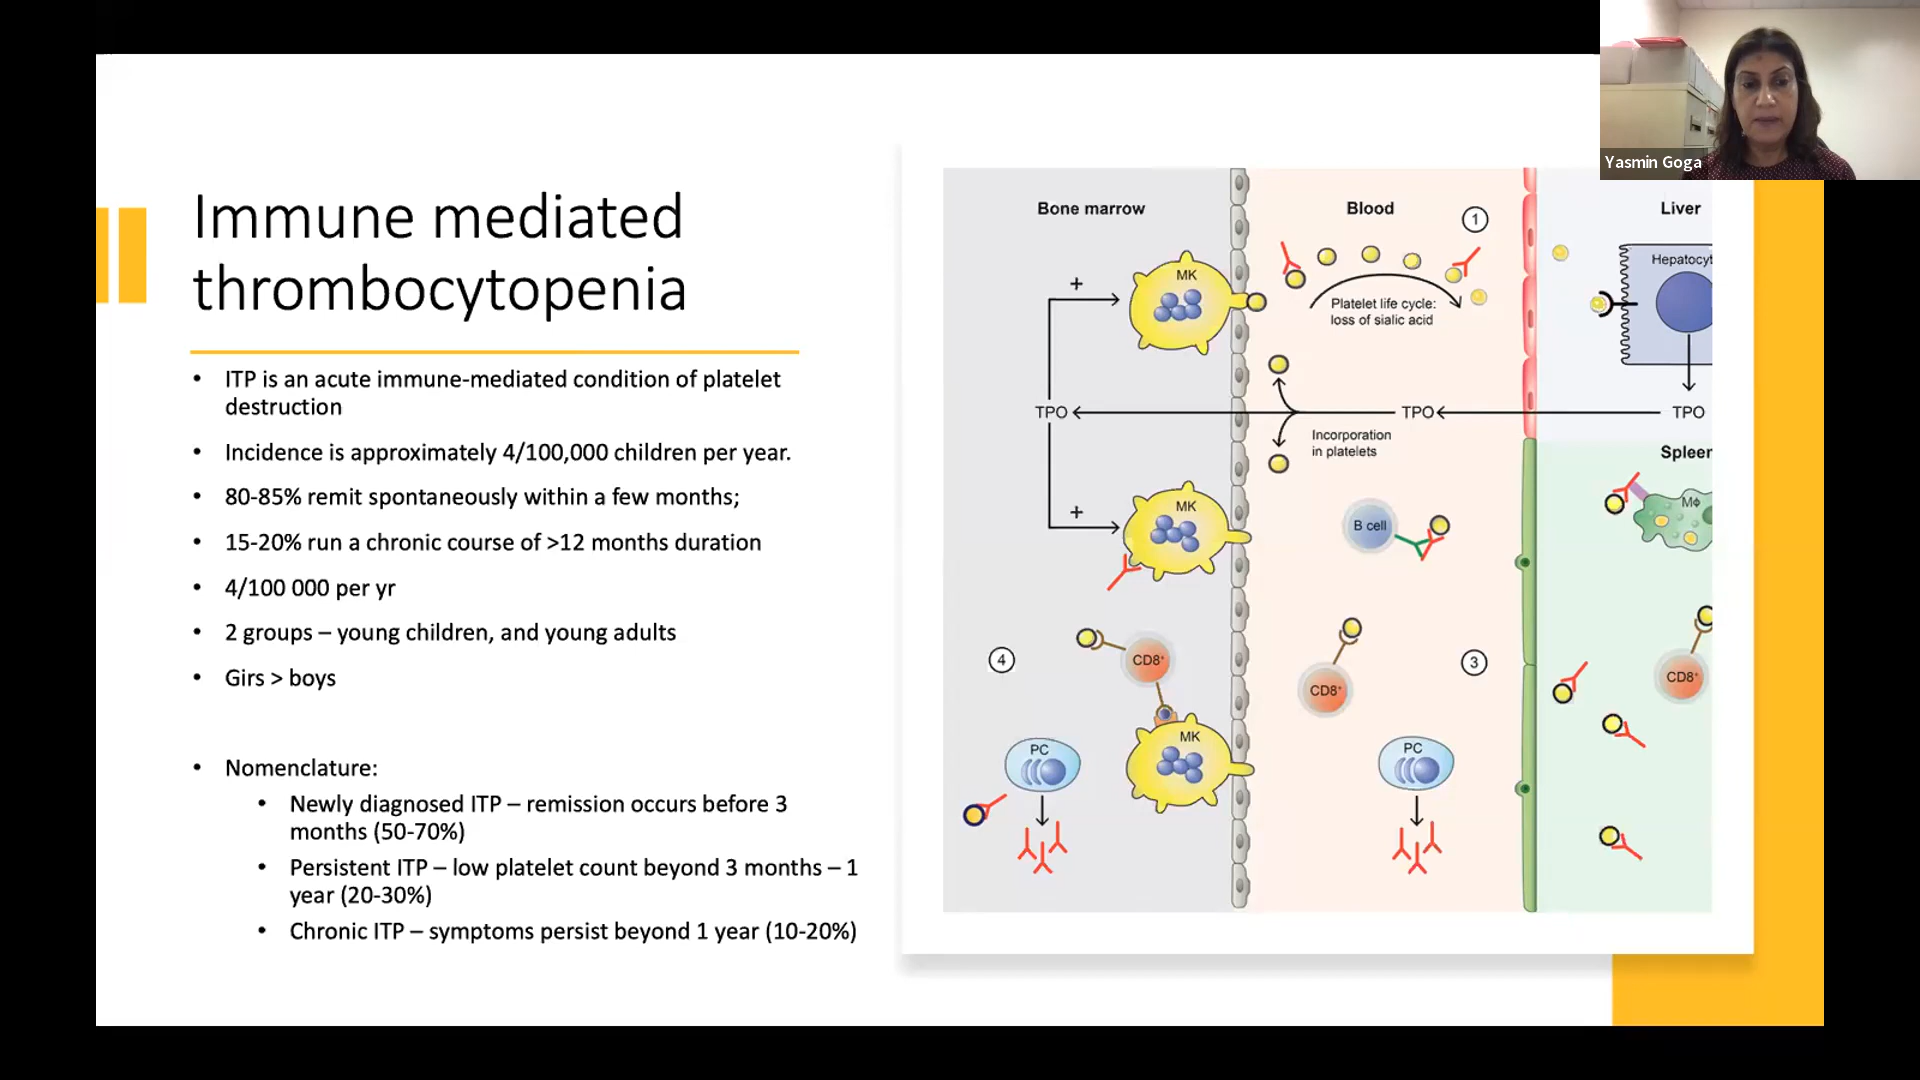 Yasmin Goga
Immune mediated
thrombocytopenia
• ITP is an acute immune-mediated condition of platelet
destruction
• Incidence is approximately 4/100,000 children per year.
• 80-85% remit spontaneously within a few months;
• 15-20% run a chronic course of >12 months duration
• 4/100 000 per yr
• 2 groups – young children, and young adults
• Girs > boys
• Nomenclature:
• Newly diagnosed ITP – remission occurs before 3
months (50-70%)
• Persistent ITP – low platelet count beyond 3 months – 1
year (20-30%)
• Chronic ITP – symptoms persist beyond 1 year (10-20%)
Bone marrow
Blood
1
Liver
MK
+
Platelet life cycle:
loss of sialic acid
Hepatocyt
TPO
TPO
TPO
Incorporation
in platelets
Spleen
+
MK
B cell
Mϕ
4
CD8+
CD8+
3
CD8+
MK
PC
PC